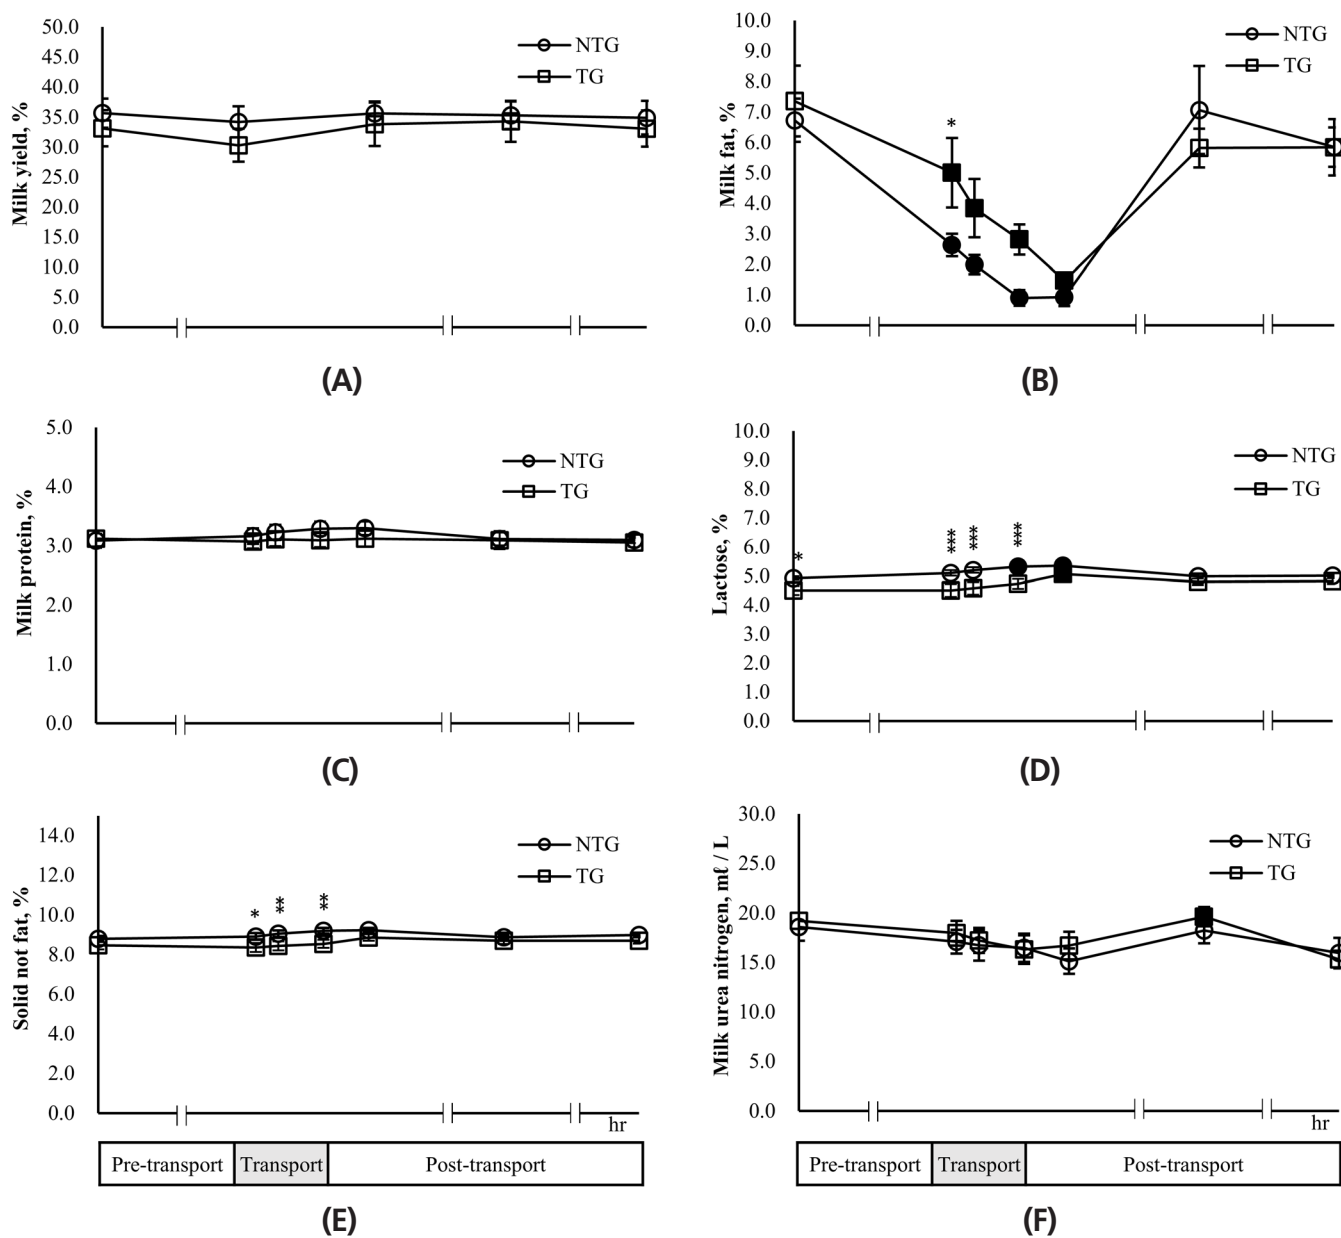 50.0
45.0
40.0
35.0
30.0
25.0
20.0
15.0
10.0
5.0
0.0
Milk yield, %
NTG
TG
(A)
10.0
9.0
8.0
7.0
6.0
5.0
4.0
3.0
2.0
1.0
0.0
Milk fat, %
NTG
TG
*
(B)
5.0
4.0
3.0
2.0
1.0
0.0
Milk protein, %
NTG
TG
(C)
10.0
9.0
8.0
7.0
6.0
5.0
4.0
3.0
2.0
1.0
0.0
Lactose, %
NTG
TG
*
***
***
***
(D)
14.0
12.0
10.0
8.0
6.0
4.0
2.0
0.0
Solid not fat, %
NTG
TG
*
**
**
hr
Pre-transport Transport Post-transport
(E)
30.0
25.0
20.0
15.0
10.0
5.0
0.0
Milk urea nitrogen, mℓ / L
NTG
TG
hr
Pre-transport Transport Post-transport
(F)